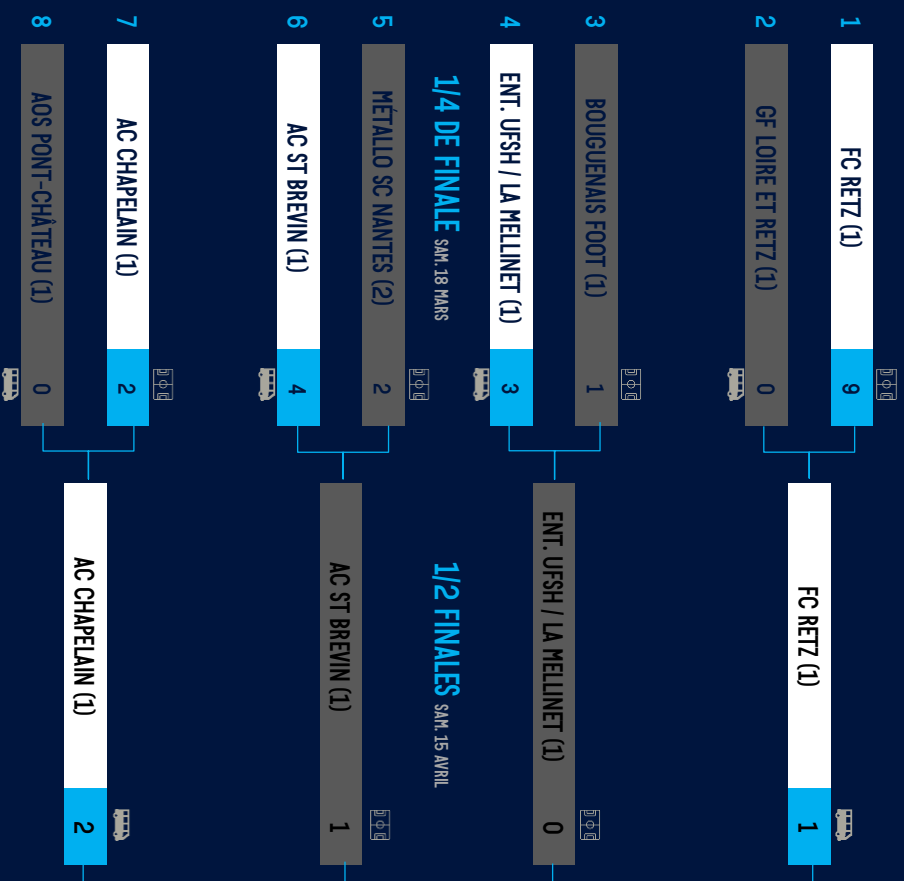 1 FC RETZ (1) 9
2 GF LOIRE ET RETZ (1) 0
3 BOUGUENAIS FOOT (1) 1
4 ENT. UFSH / LA MELLINET (1) 3
1/4 DE FINALE SAM. 18 MARS
5 MÉTALLO SC NANTES (2) 2
6 AC ST BREVIN (1) 4
7 AC CHAPELAIN (1) 2
8 AOS PONT-CHÂTEAU (1) 0
FC RETZ (1) 1
ENT. UFSH / LA MELLINET (1) 0
1/2 FINALES SAM. 15 AVRIL
AC ST BREVIN (1) 1
AC CHAPELAIN (1) 2